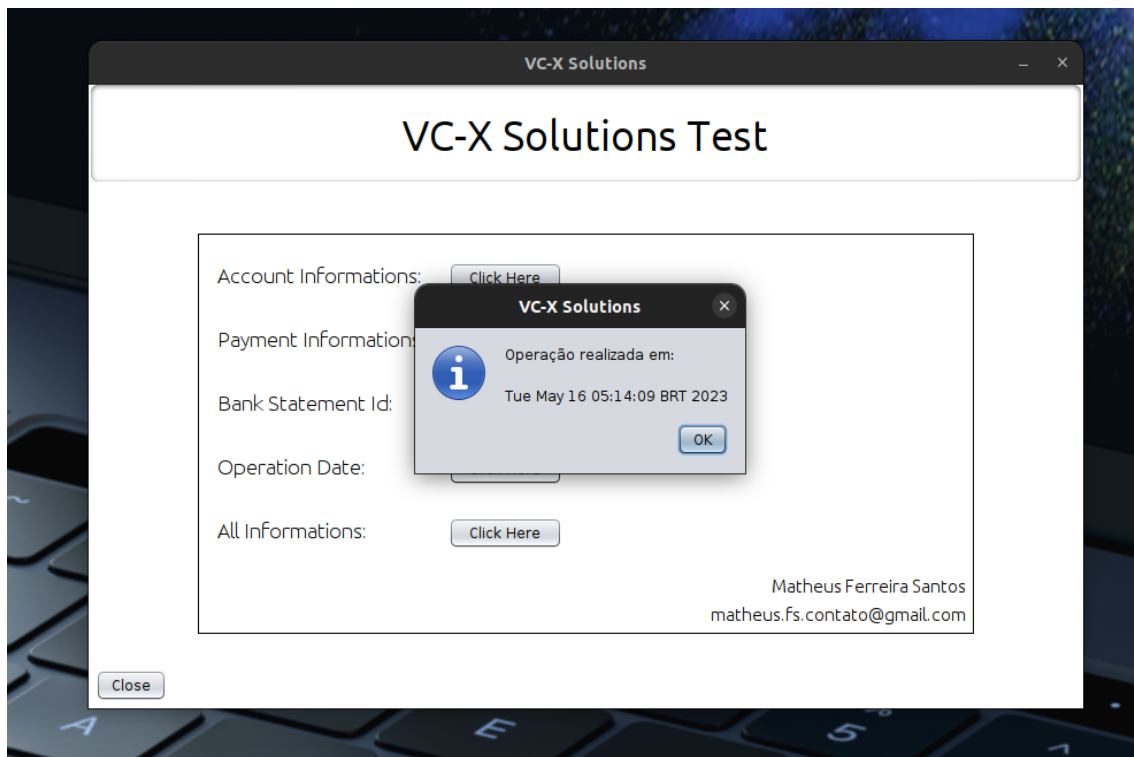 VC-X Solutions
VC-X Solutions Test
Account Informations: Click Here
VC-X Solutions
Payment Informations
Operação realizada em:
Tue May 16 05:14:09 BRT 2023
Bank Statement Id:
OK
Operation Date:
All Informations: Click Here
Matheus Ferreira Santos
matheus.fs.contato@gmail.com
Close
~
A
E
%
5